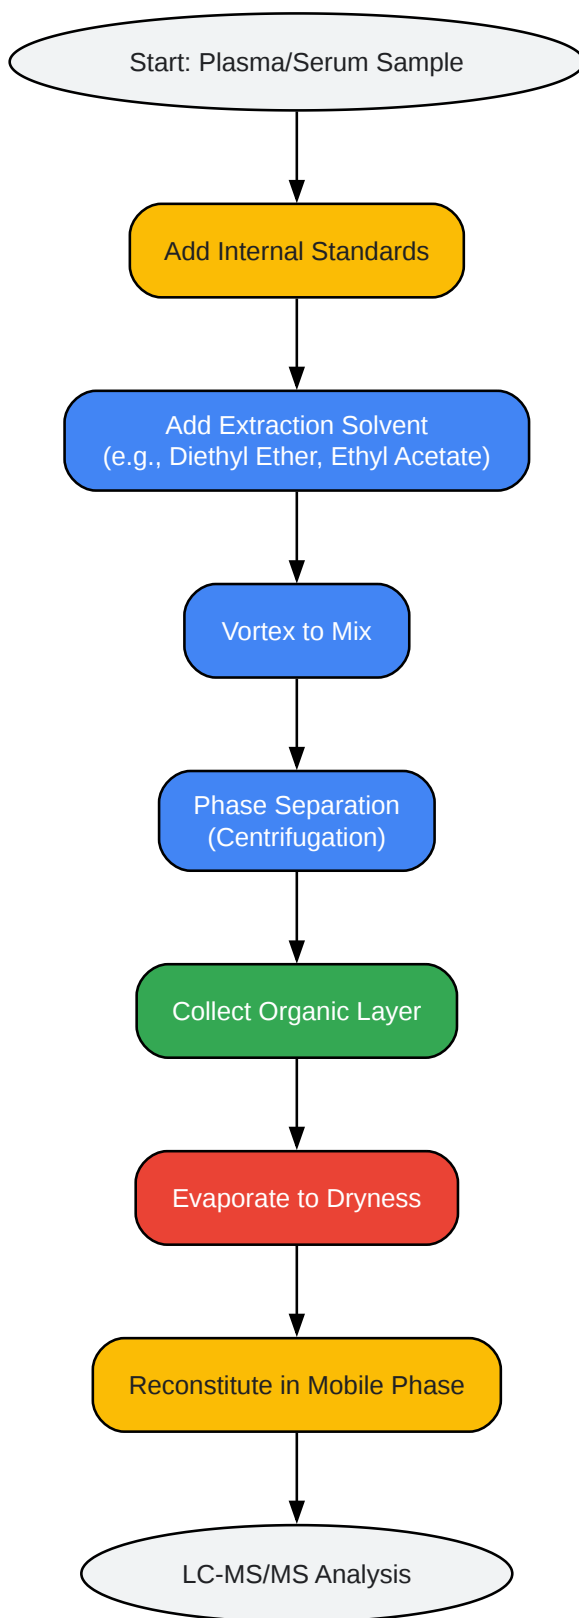 Start: Plasma/Serum Sample
Add Internal Standards
Add Extraction Solvent
(e.g., Diethyl Ether, Ethyl Acetate)
Vortex to Mix
Phase Separation
(Centrifugation)
Collect Organic Layer
Evaporate to Dryness
Reconstitute in Mobile Phase
LC-MS/MS Analysis